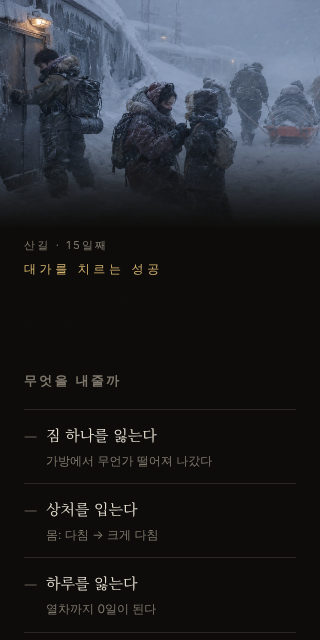 산길 · 15일째
대가를 치르는 성공
무엇을 내줄까
— 짐 하나를 잃는다
가방에서 무언가 떨어져 나갔다
— 상처를 입는다
몸: 다침 → 크게 다침
— 하루를 잃는다
열차까지 0일이 된다